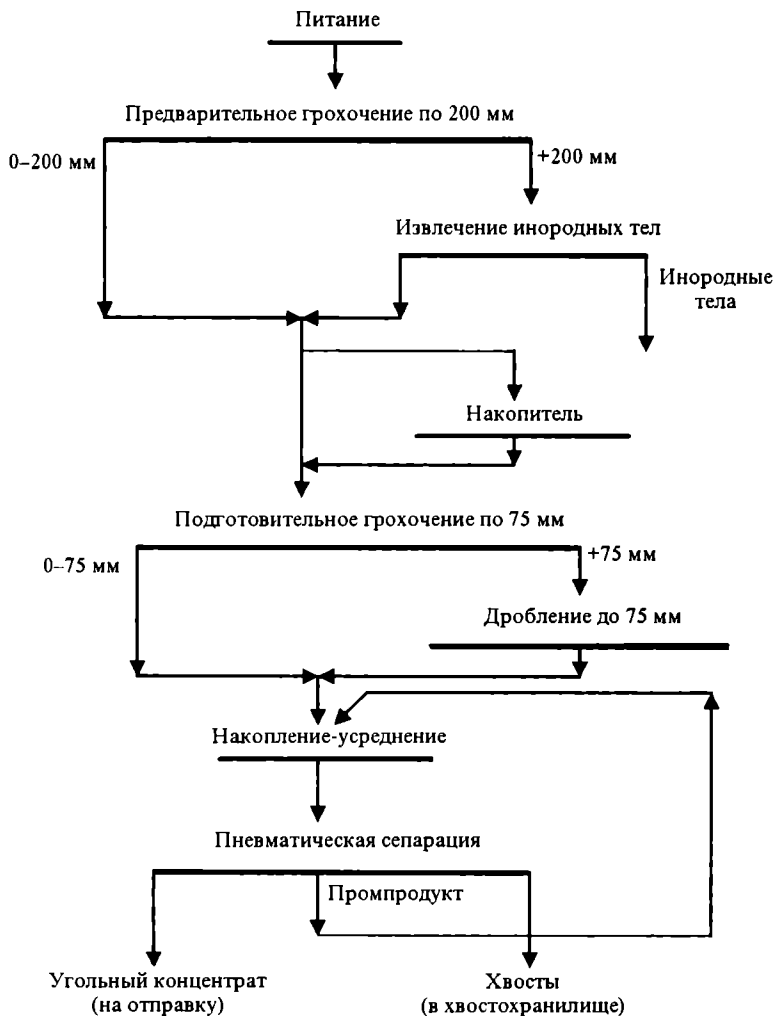 Питание
Предварительное грохочение по 200 мм
0–200 мм
+200 мм
Извлечение инородных тел
Инородные
тела
Накопитель
Подготовительное грохочение по 75 мм
0–75 мм
+75 мм
Дробление до 75 мм
Накопление-усреднение
Пневматическая сепарация
Промпродукт
Угольный концентрат
(на отправку)
Хвосты
(в хвостохранилище)